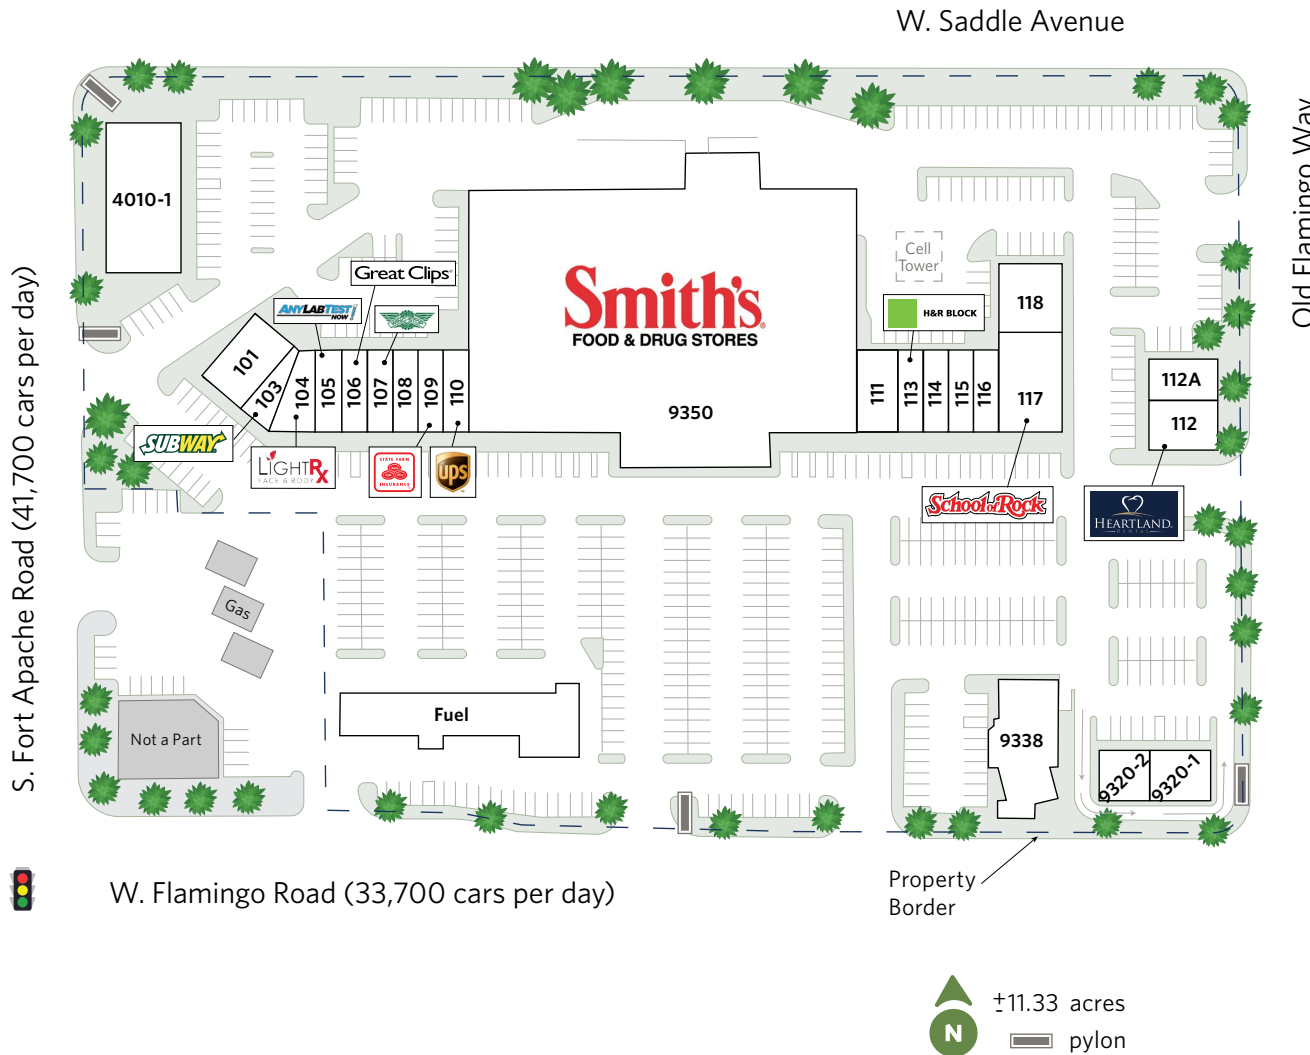 W. Saddle Avenue
Old Flamingo Way
S. Fort Apache Road (41,700 cars per day)
4010-1
Cell
Tower
Great Clips
ANYLABTEST
NOW!
H&R BLOCK
Smith's
FOOD & DRUG STORES
9350
118
117
101
103
104
105
106
107
108
109
110
111
113
114
115
116
112A
112
SUBWAY
LIGHTRX
FACE & BODY
STATE FARM
INSURANCE
ups
School of Rock
HEARTLAND
DENTAL
Gas
Not a Part
Fuel
9338
9320-2
9320-1
Property
Border
W. Flamingo Road (33,700 cars per day)
N
±11.33 acres
pylon